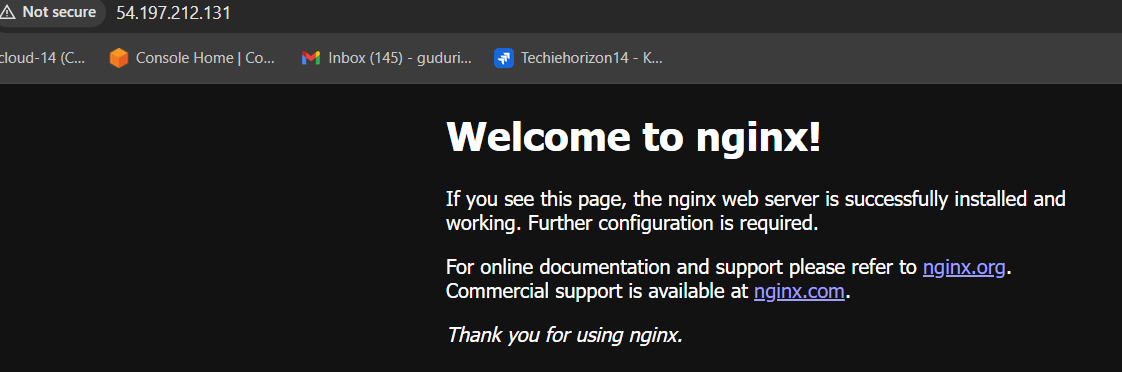 Not secure 54.197.212.131
cloud-14 (C... Console Home | Co... Inbox (145) - guduri... Techiehorizon14 - K...
Welcome to nginx!
If you see this page, the nginx web server is successfully installed and
working. Further configuration is required.
For online documentation and support please refer to nginx.org.
Commercial support is available at nginx.com.
Thank you for using nginx.